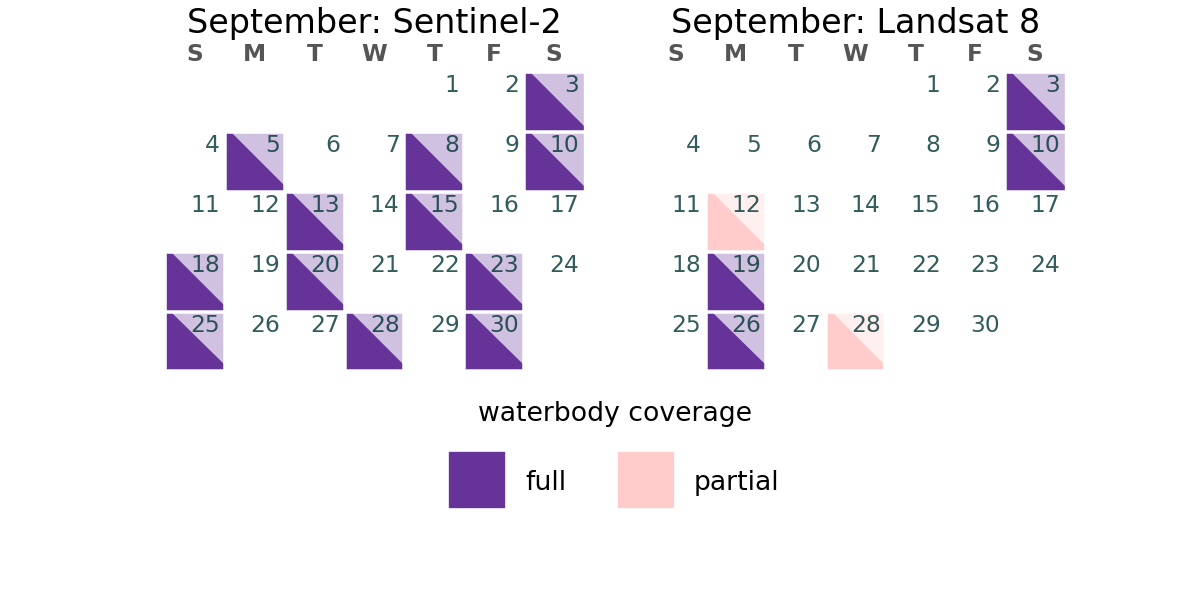 September: Sentinel-2
S M T W T F S
1 2 3
4 5 6 7 8 9 10
11 12 13 14 15 16 17
18 19 20 21 22 23 24
25 26 27 28 29 30
September: Landsat 8
S M T W T F S
1 2 3
4 5 6 7 8 9 10
11 12 13 14 15 16 17
18 19 20 21 22 23 24
25 26 27 28 29 30
waterbody coverage
full partial